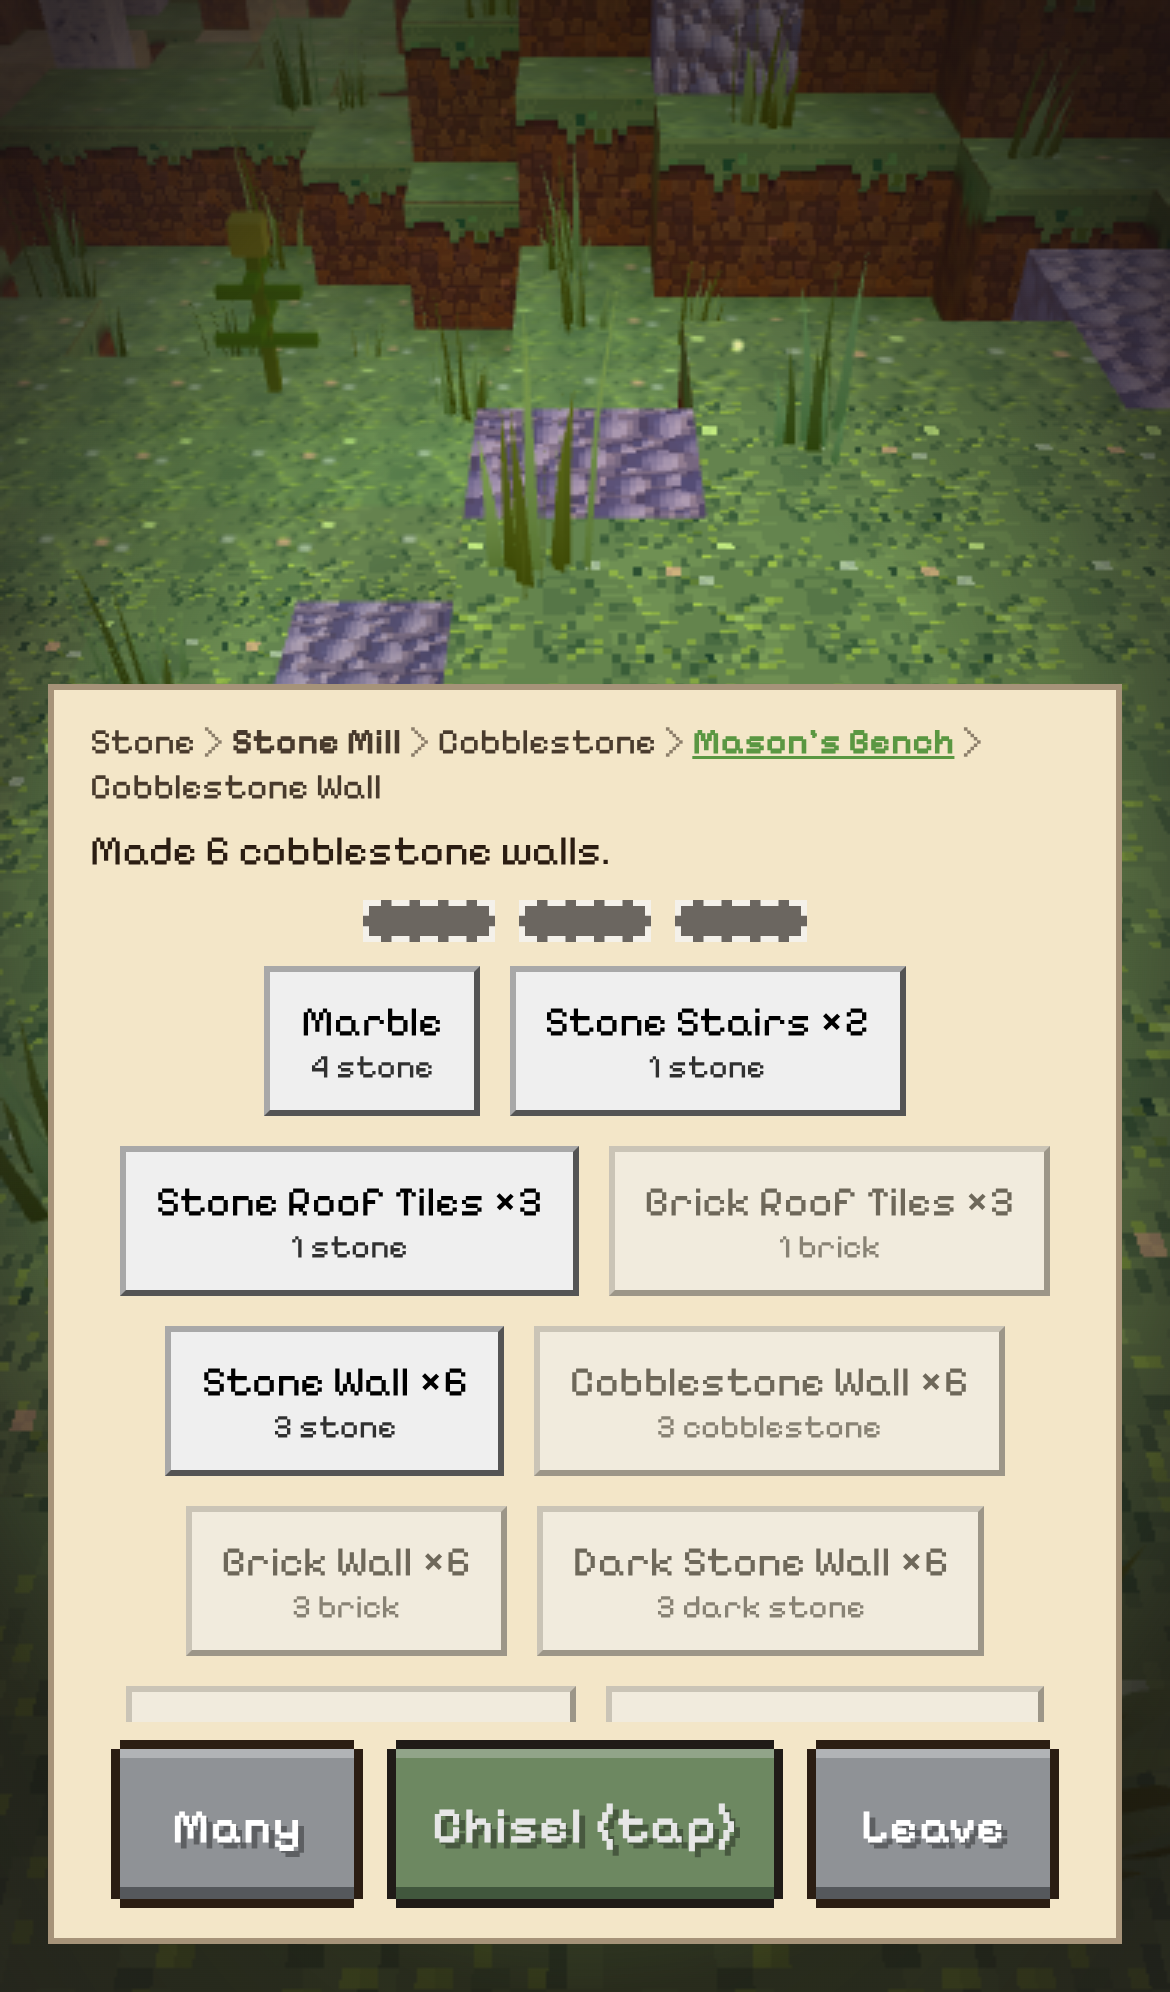 Stone > Stone Mill > Cobblestone > Mason's Bench >
Cobblestone Wall
Made 6 cobblestone walls.
Marble
4 stone
Stone Stairs ×2
1 stone
Stone Roof Tiles ×3
1 stone
Brick Roof Tiles ×3
1 brick
Stone Wall ×6
3 stone
Cobblestone Wall ×6
3 cobblestone
Brick Wall ×6
3 brick
Dark Stone Wall ×6
3 dark stone
Many
Chisel (tap)
Leave